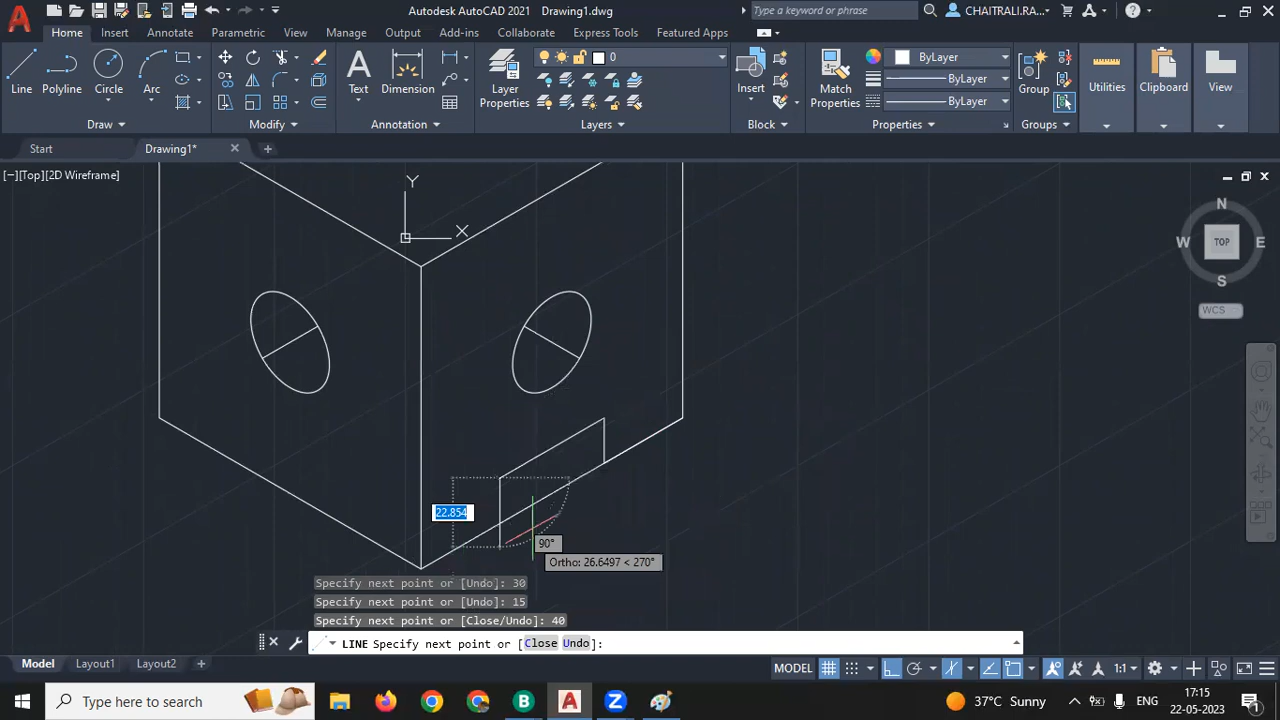 Autodesk AutoCAD 2021 Drawing1.dwg
Type a keyword or phrase
CHAITRALI.RA...
Home Insert Annotate Parametric View Manage Output Add-ins Collaborate Express Tools Featured Apps
Line Polyline Circle Arc
Text Dimension
Layer Properties
0
Insert
Match Properties
ByLayer
ByLayer
ByLayer
Group
Utilities Clipboard View
Draw Modify Annotation Layers Block Properties Groups
Start Drawing1*
[−][Top][2D Wireframe]
Y
X
N
W TOP E
S
WCS
22.854
90°
Ortho: 26.6497 < 270°
Specify next point or [Undo]: 30
Specify next point or [Undo]: 15
Specify next point or [Close/Undo]: 40
LINE Specify next point or [Close Undo]:
Model Layout1 Layout2 +
MODEL 1:1
Type here to search
37°C Sunny ENG 17:15
22-05-2023
1